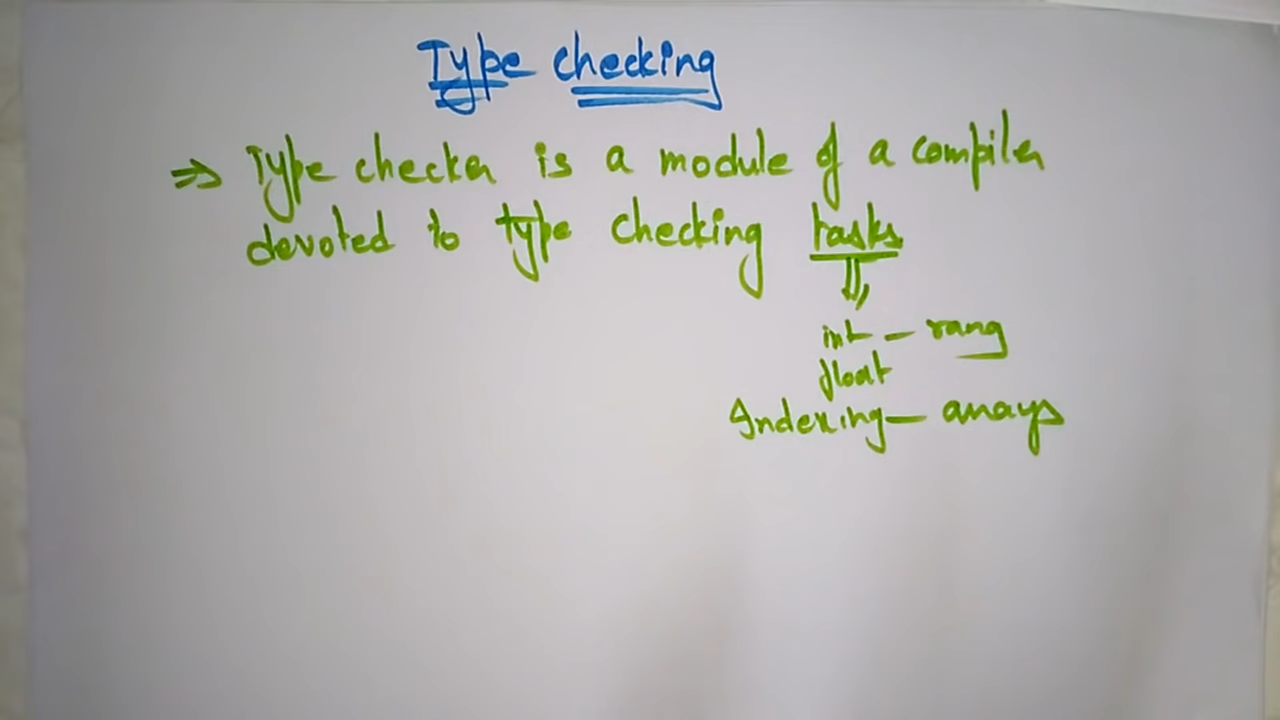 Type checking
⇒ Type checker is a module of a compiler
devoted to type checking tasks
int – rang
float
Indexing – arrays